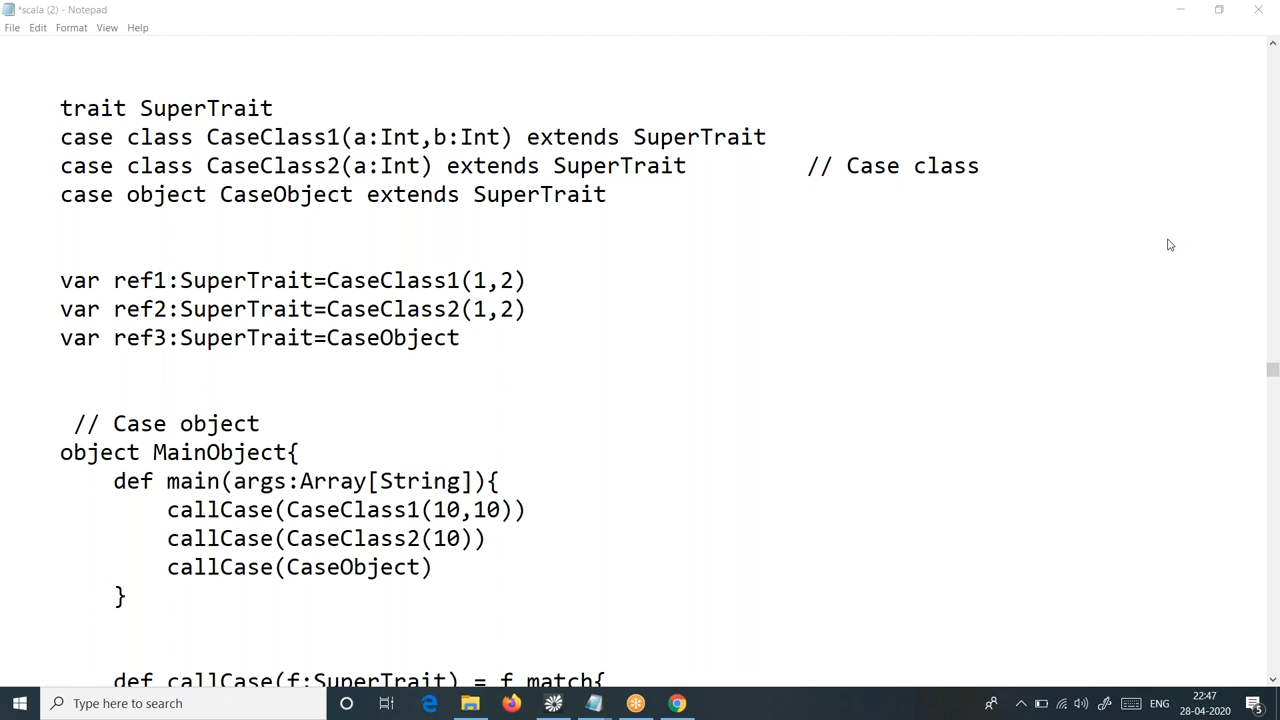 *scala (2) - Notepad
File Edit Format View Help
trait SuperTrait
case class CaseClass1(a:Int,b:Int) extends SuperTrait
case class CaseClass2(a:Int) extends SuperTrait // Case class
case object CaseObject extends SuperTrait
var ref1:SuperTrait=CaseClass1(1,2)
var ref2:SuperTrait=CaseClass2(1,2)
var ref3:SuperTrait=CaseObject
// Case object
object MainObject{
def main(args:Array[String]){
callCase(CaseClass1(10,10))
callCase(CaseClass2(10))
callCase(CaseObject)
}
def callCase(f:SuperTrait) = f match{
Type here to search
ENG
22:47
28-04-2020
5